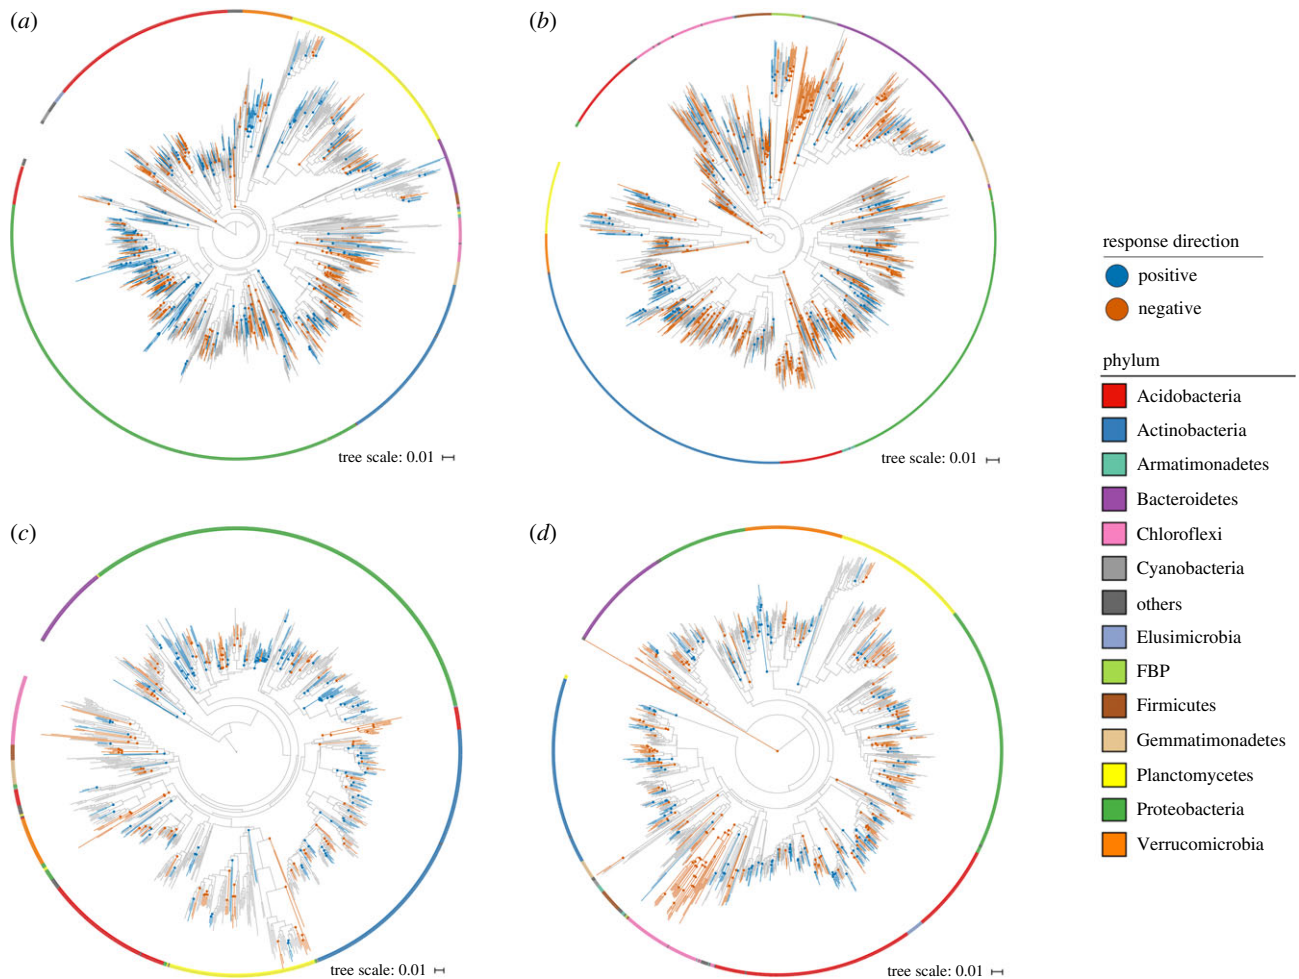 (a)
(b)
tree scale: 0.01
tree scale: 0.01
(c)
(d)
tree scale: 0.01
tree scale: 0.01
response direction
positive
negative
phylum
Acidobacteria
Actinobacteria
Armatimonadetes
Bacteroidetes
Chloroflexi
Cyanobacteria
others
Elusimicrobia
FBP
Firmicutes
Gemmatimonadetes
Planctomycetes
Proteobacteria
Verrucomicrobia